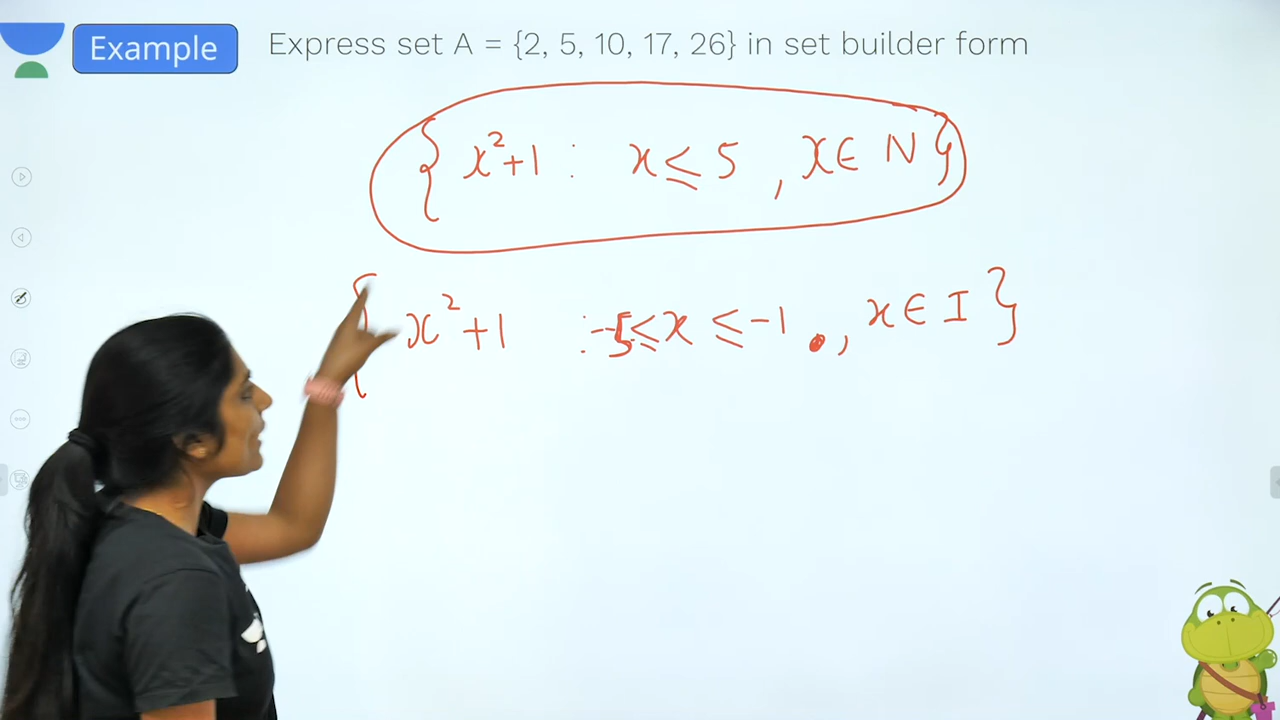 Example Express set A = {2, 5, 10, 17, 26} in set builder form
{ x²+1 : x ≤ 5 , x ∈ N }
{ x²+1 : -5 ≤ x ≤ -1 , x ∈ I }